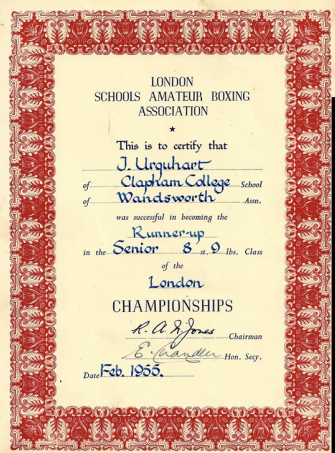 LONDON
SCHOOLS AMATEUR BOXING
ASSOCIATION
★
This is to certify that
J. Urquhart
of Clapham College School
of Wandsworth Assn.
was successful in becoming the
Runner-up
in the Senior 8 st. 9 lbs. Class
of the
London
CHAMPIONSHIPS
R. A. N. Jones Chairman
E. Chandler Hon. Secy.
Date Feb. 1955.